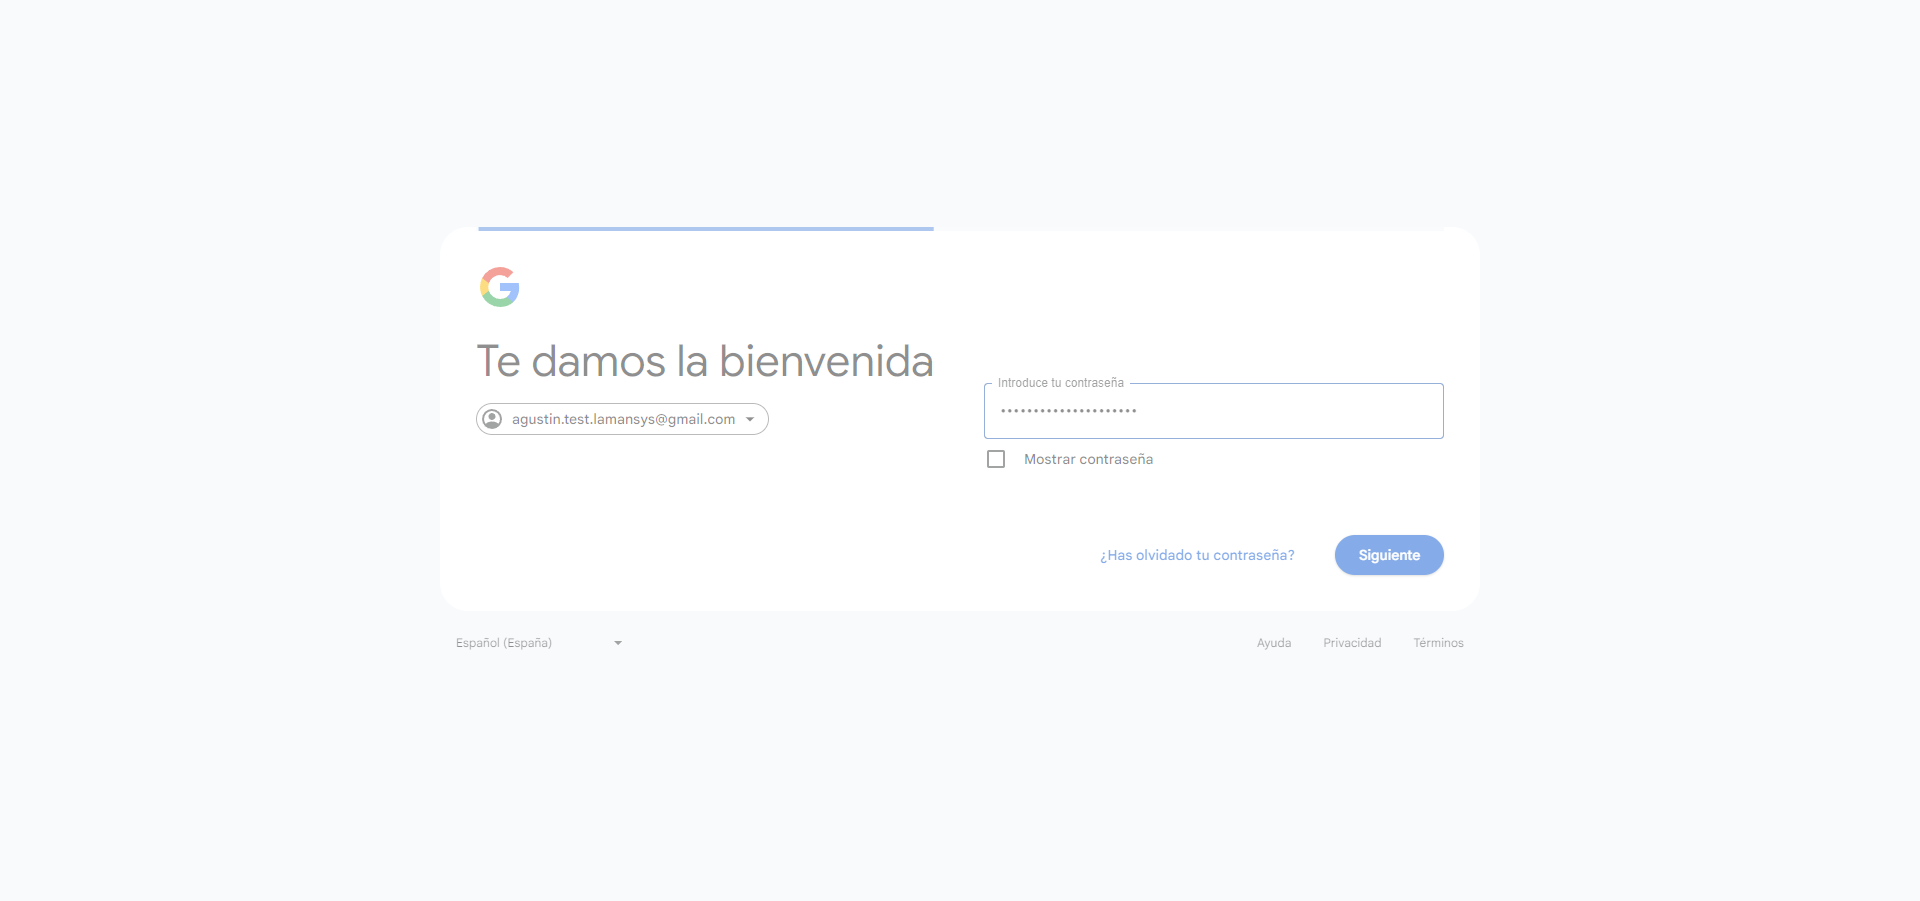 Te damos la bienvenida
agustin.test.lamansys@gmail.com
Introduce tu contraseña
•••••••••••••••••••••
Mostrar contraseña
¿Has olvidado tu contraseña?
Siguiente
Español (España)
Ayuda
Privacidad
Términos